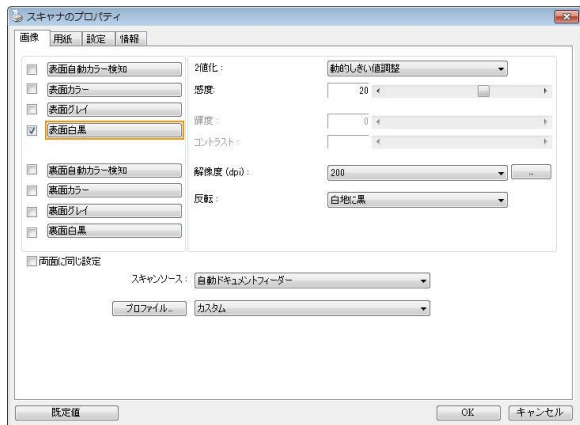 スキャナのプロパティ
画像 用紙 設定 情報
表面自動カラー検知
表面カラー
表面グレイ
表面白黒
裏面自動カラー検知
裏面カラー
裏面グレイ
裏面白黒
2値化： 動的しきい値調整
感度: 20
輝度： 0
コントラスト：
解像度 (dpi)： 200 ..
反転： 白地に黒
両面に同じ設定
スキャンソース： 自動ドキュメントフィーダー
プロファイル... カスタム
既定値 OK キャンセル